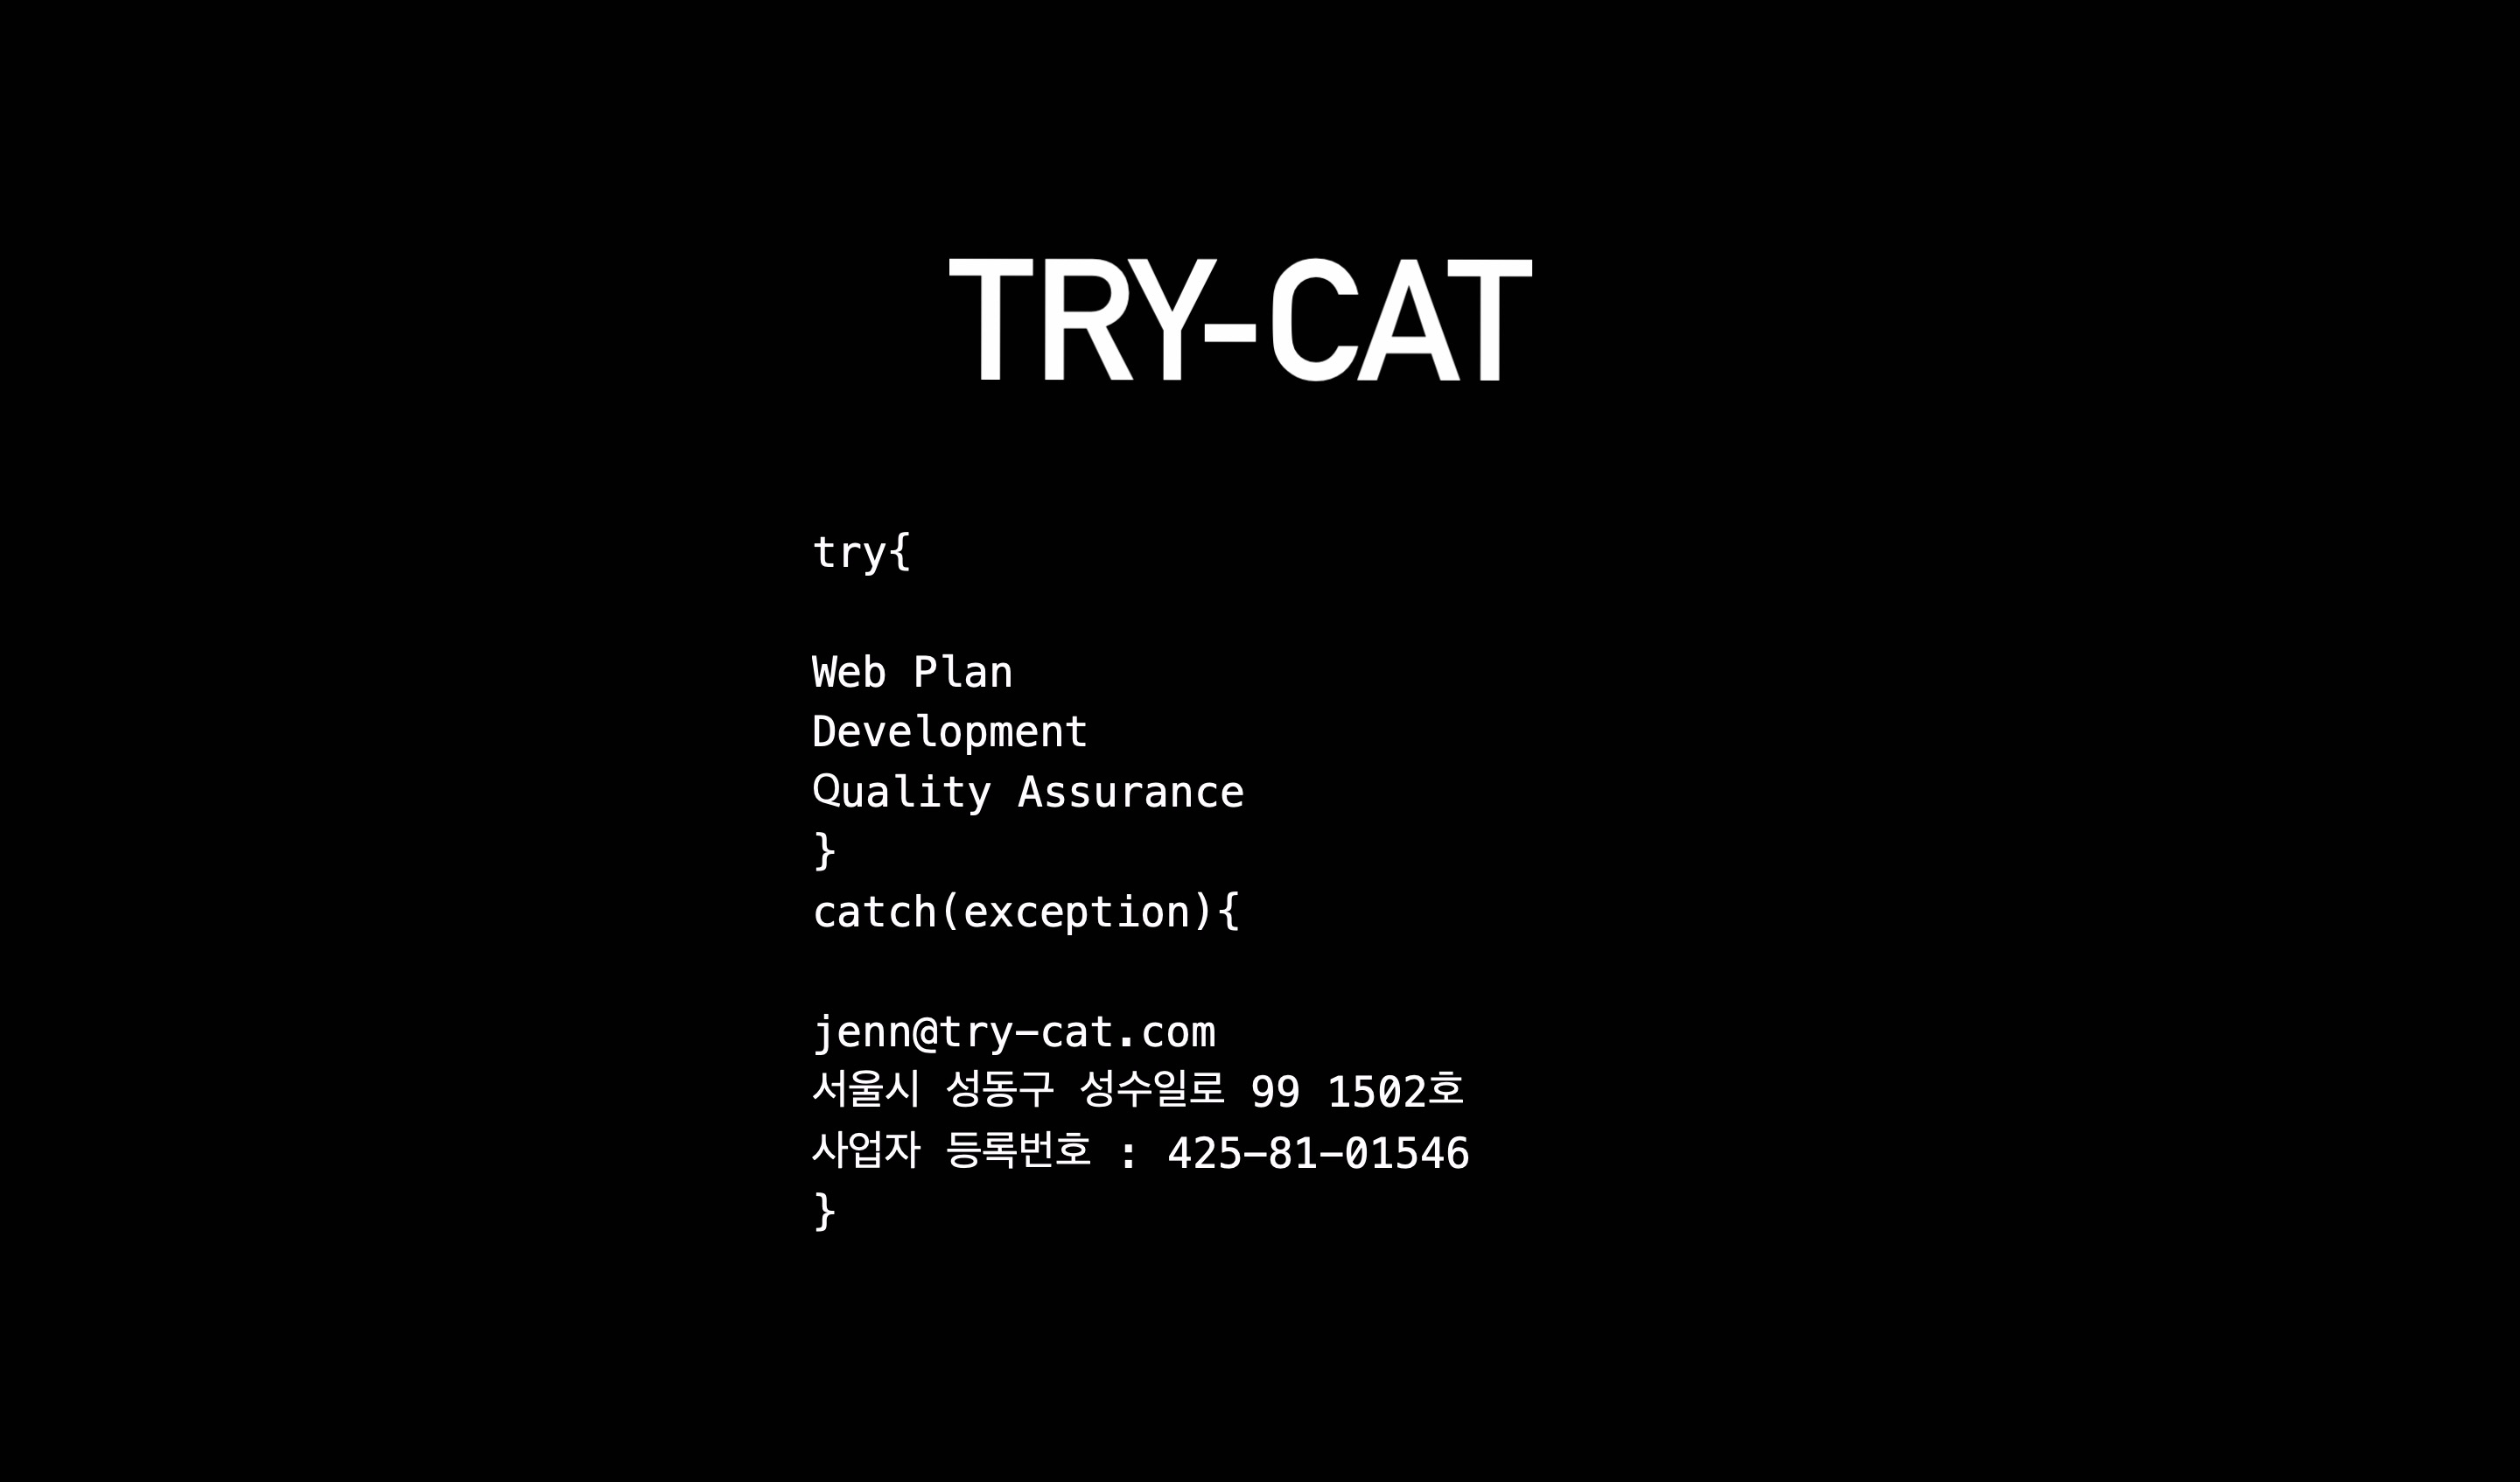 TRY-CAT
try{
Web Plan
Development
Quality Assurance
}
catch(exception){
jenn@try-cat.com
서울시 성동구 성수일로 99 1502호
사업자 등록번호 : 425-81-01546
}